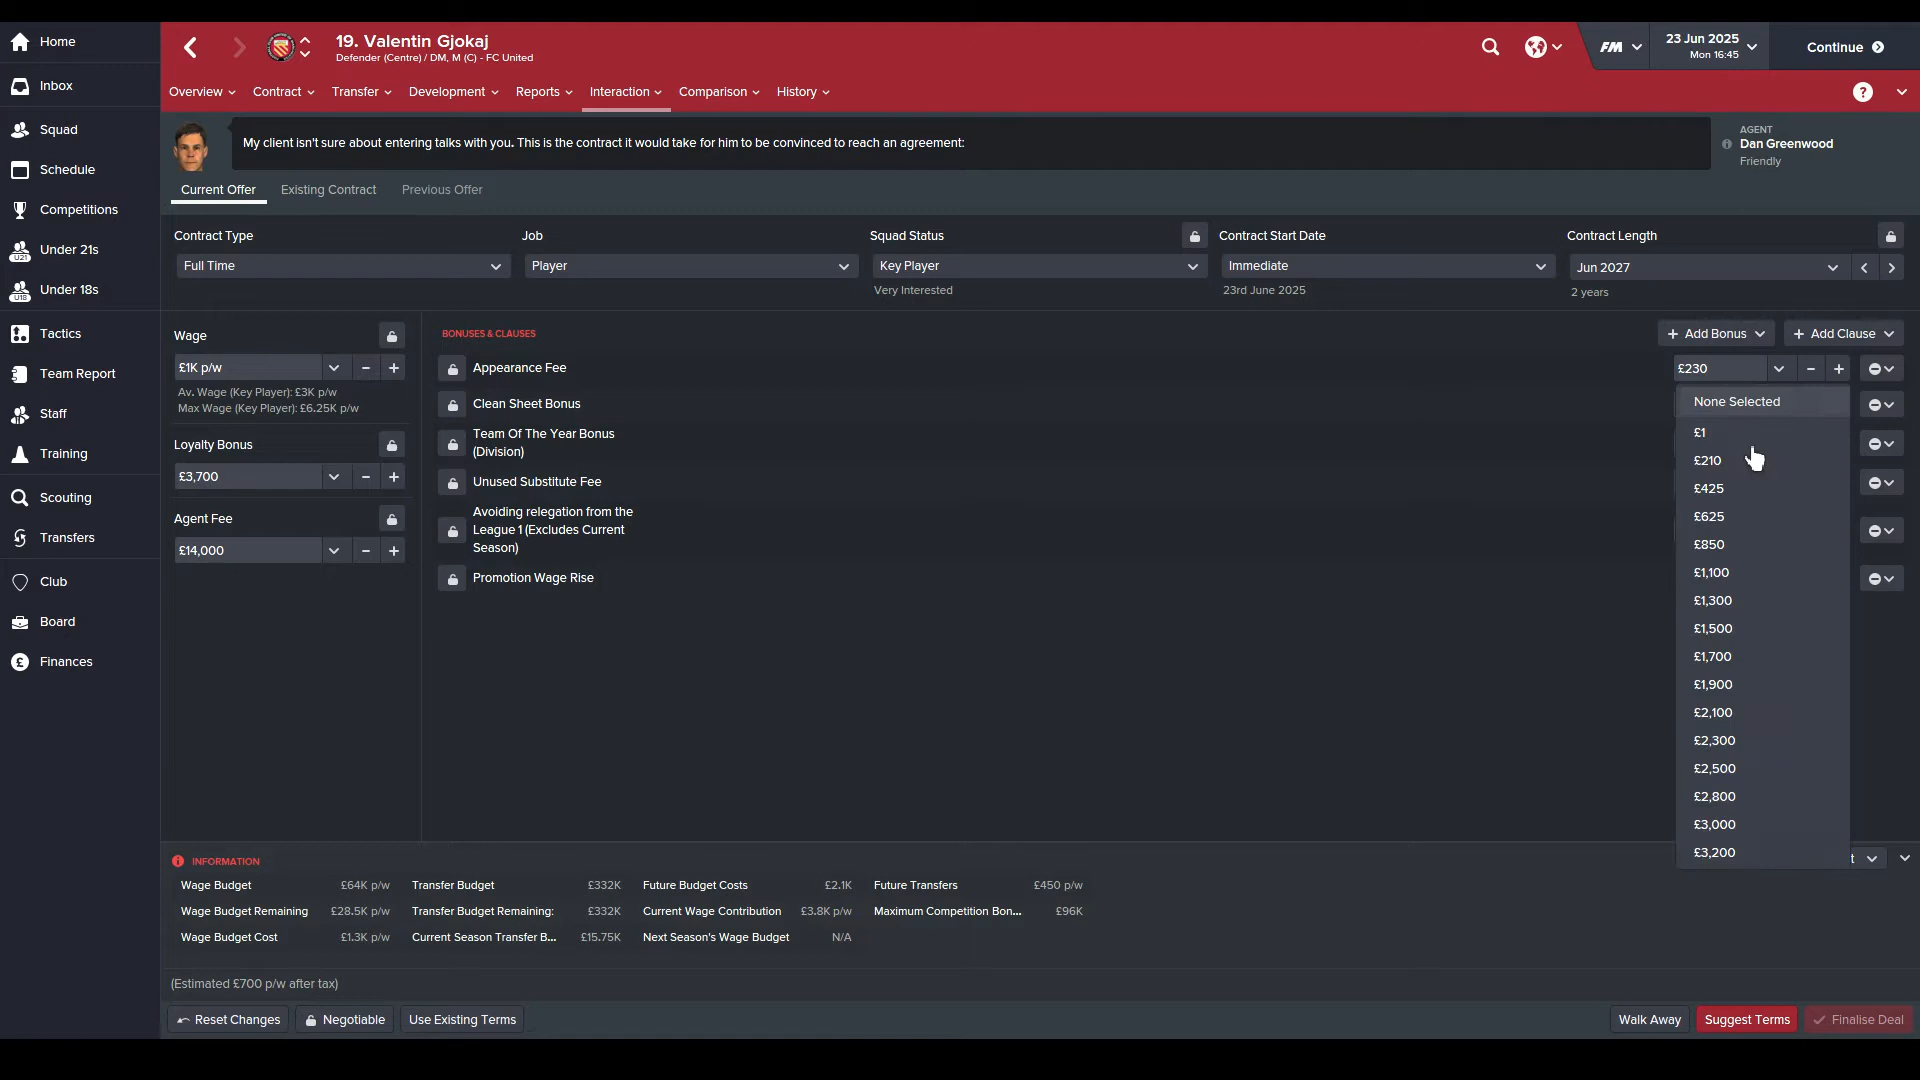 Home
Inbox
Squad
Schedule
Competitions
Under 21s
U21
Under 18s
U18
Tactics
Team Report
Staff
Training
Scouting
Transfers
Club
Board
Finances
19. Valentin Gjokaj
Defender (Centre) / DM, M (C) - FC United
FM
23 Jun 2025
Mon 16:45
Continue
Overview
Contract
Transfer
Development
Reports
Interaction
Comparison
History
?
My client isn't sure about entering talks with you. This is the contract it would take for him to be convinced to reach an agreement:
AGENT
Dan Greenwood
Friendly
Current Offer
Existing Contract
Previous Offer
Contract Type
Full Time
Job
Player
Squad Status
Key Player
Very Interested
Contract Start Date
Immediate
23rd June 2025
Contract Length
Jun 2027
2 years
Wage
£1K p/w
Av. Wage (Key Player): £3K p/w
Max Wage (Key Player): £6.25K p/w
Loyalty Bonus
£3,700
Agent Fee
£14,000
BONUSES & CLAUSES
Add Bonus
Add Clause
Appearance Fee
£230
Clean Sheet Bonus
Team Of The Year Bonus
(Division)
Unused Substitute Fee
Avoiding relegation from the
League 1 (Excludes Current
Season)
Promotion Wage Rise
None Selected
£1
£210
£425
£625
£850
£1,100
£1,300
£1,500
£1,700
£1,900
£2,100
£2,300
£2,500
£2,800
£3,000
£3,200
INFORMATION
Wage Budget £64K p/w
Transfer Budget £332K
Future Budget Costs £2.1K
Future Transfers £450 p/w
Wage Budget Remaining £28.5K p/w
Transfer Budget Remaining: £332K
Current Wage Contribution £3.8K p/w
Maximum Competition Bon... £96K
Wage Budget Cost £1.3K p/w
Current Season Transfer B... £15.75K
Next Season's Wage Budget N/A
(Estimated £700 p/w after tax)
Reset Changes
Negotiable
Use Existing Terms
Walk Away
Suggest Terms
Finalise Deal